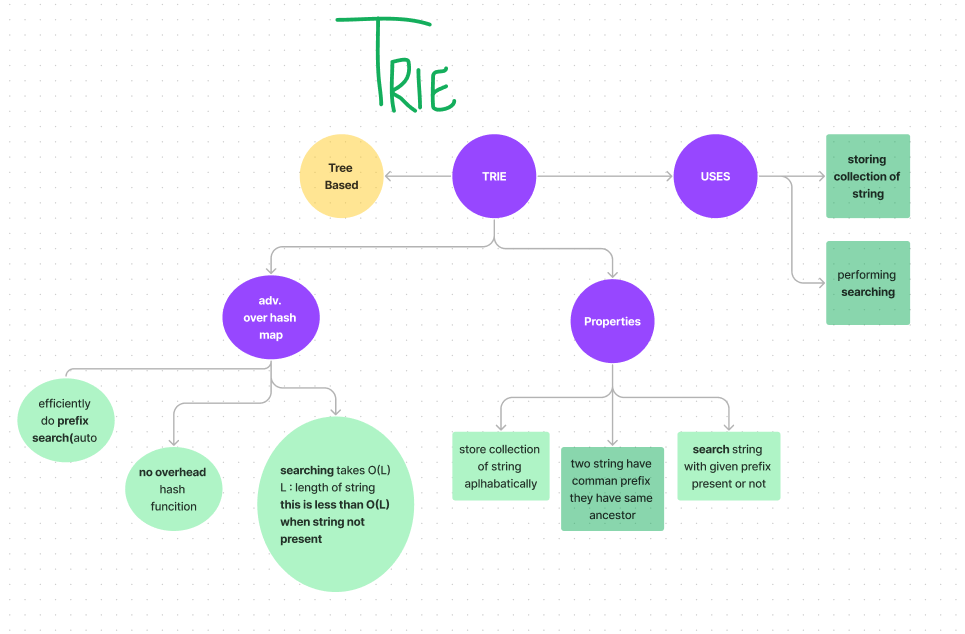 TRIE
Tree
Based
TRIE
USES
storing
collection of
string
performing
searching
adv.
over hash
map
Properties
efficiently
do prefix
search(auto
no overhead
hash
funcition
searching takes O(L)
L : length of string
this is less than O(L)
when string not
present
store collection
of string
aplhabatically
two string have
comman prefix
they have same
ancestor
search string
with given prefix
present or not